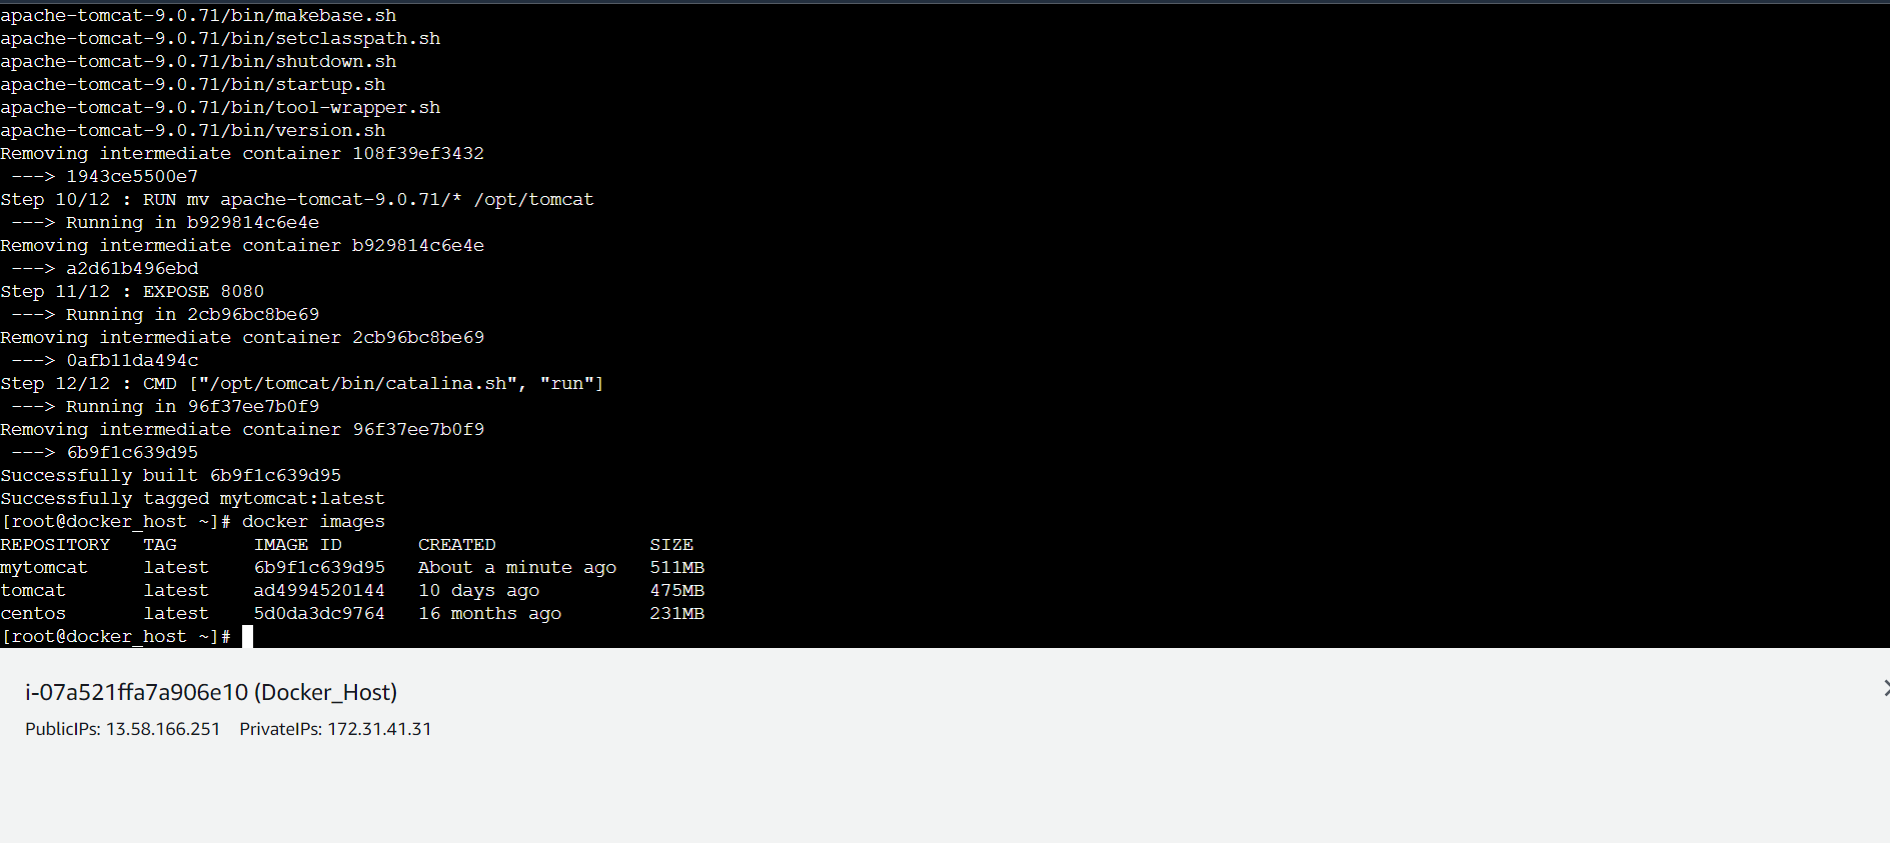 apache-tomcat-9.0.71/bin/makebase.sh
apache-tomcat-9.0.71/bin/setclasspath.sh
apache-tomcat-9.0.71/bin/shutdown.sh
apache-tomcat-9.0.71/bin/startup.sh
apache-tomcat-9.0.71/bin/tool-wrapper.sh
apache-tomcat-9.0.71/bin/version.sh
Removing intermediate container 108f39ef3432
 ---> 1943ce5500e7
Step 10/12 : RUN mv apache-tomcat-9.0.71/* /opt/tomcat
 ---> Running in b929814c6e4e
Removing intermediate container b929814c6e4e
 ---> a2d61b496ebd
Step 11/12 : EXPOSE 8080
 ---> Running in 2cb96bc8be69
Removing intermediate container 2cb96bc8be69
 ---> 0afb11da494c
Step 12/12 : CMD ["/opt/tomcat/bin/catalina.sh", "run"]
 ---> Running in 96f37ee7b0f9
Removing intermediate container 96f37ee7b0f9
 ---> 6b9f1c639d95
Successfully built 6b9f1c639d95
Successfully tagged mytomcat:latest
[root@docker_host ~]# docker images
REPOSITORY   TAG       IMAGE ID       CREATED              SIZE
mytomcat     latest    6b9f1c639d95   About a minute ago   511MB
tomcat       latest    ad4994520144   10 days ago          475MB
centos       latest    5d0da3dc9764   16 months ago        231MB
[root@docker_host ~]#
i-07a521ffa7a906e10 (Docker_Host)
PublicIPs: 13.58.166.251    PrivateIPs: 172.31.41.31